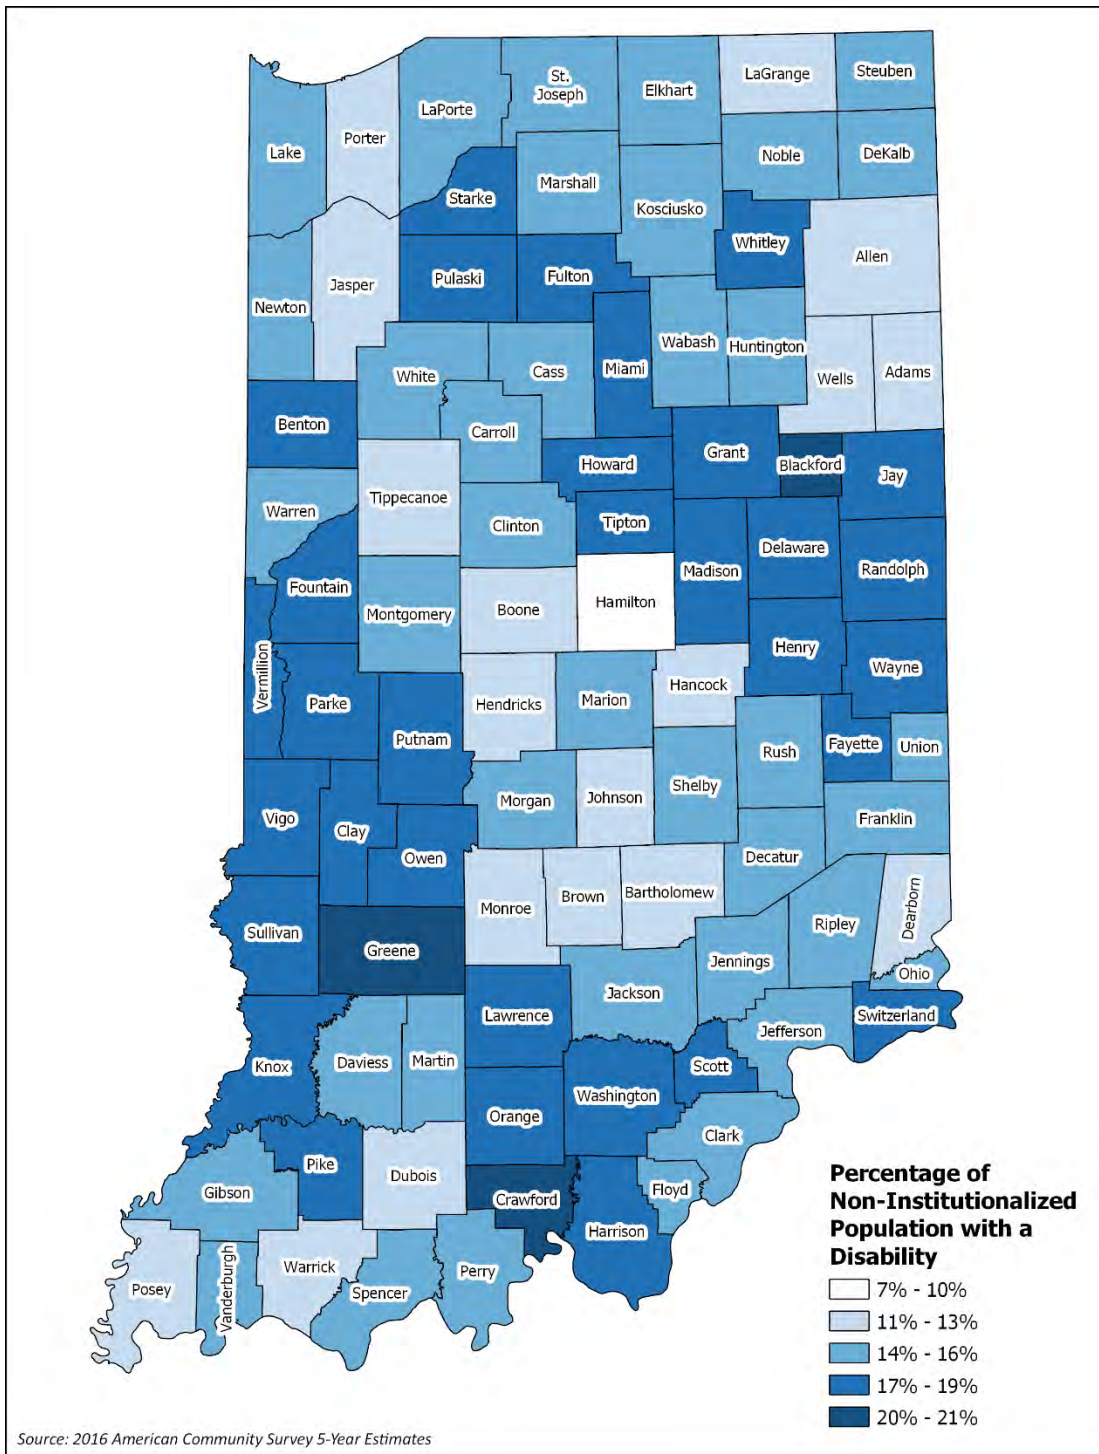 LaGrange
Steuben
St.
Joseph
Elkhart
LaPorte
Porter
Lake
Noble
DeKalb
Marshall
Starke
Kosciusko
Whitley
Allen
Pulaski
Fulton
Jasper
Newton
Wabash
Huntington
Miami
Cass
White
Wells
Adams
Benton
Carroll
Grant
Howard
Blackford
Jay
Tippecanoe
Warren
Clinton
Tipton
Delaware
Madison
Randolph
Fountain
Hamilton
Boone
Montgomery
Henry
Wayne
Vermillion
Hancock
Parke
Hendricks
Marion
Putnam
Fayette
Union
Rush
Shelby
Johnson
Morgan
Franklin
Vigo
Clay
Owen
Decatur
Bartholomew
Brown
Monroe
Dearborn
Ripley
Sullivan
Greene
Jennings
Ohio
Jackson
Lawrence
Switzerland
Jefferson
Knox
Daviess
Martin
Scott
Washington
Orange
Clark
Pike
Dubois
Gibson
Crawford
Floyd
Harrison
Posey
Vanderburgh
Warrick
Spencer
Perry
Percentage of
Non-Institutionalized
Population with a
Disability
7% - 10%
11% - 13%
14% - 16%
17% - 19%
20% - 21%
Source: 2016 American Community Survey 5-Year Estimates